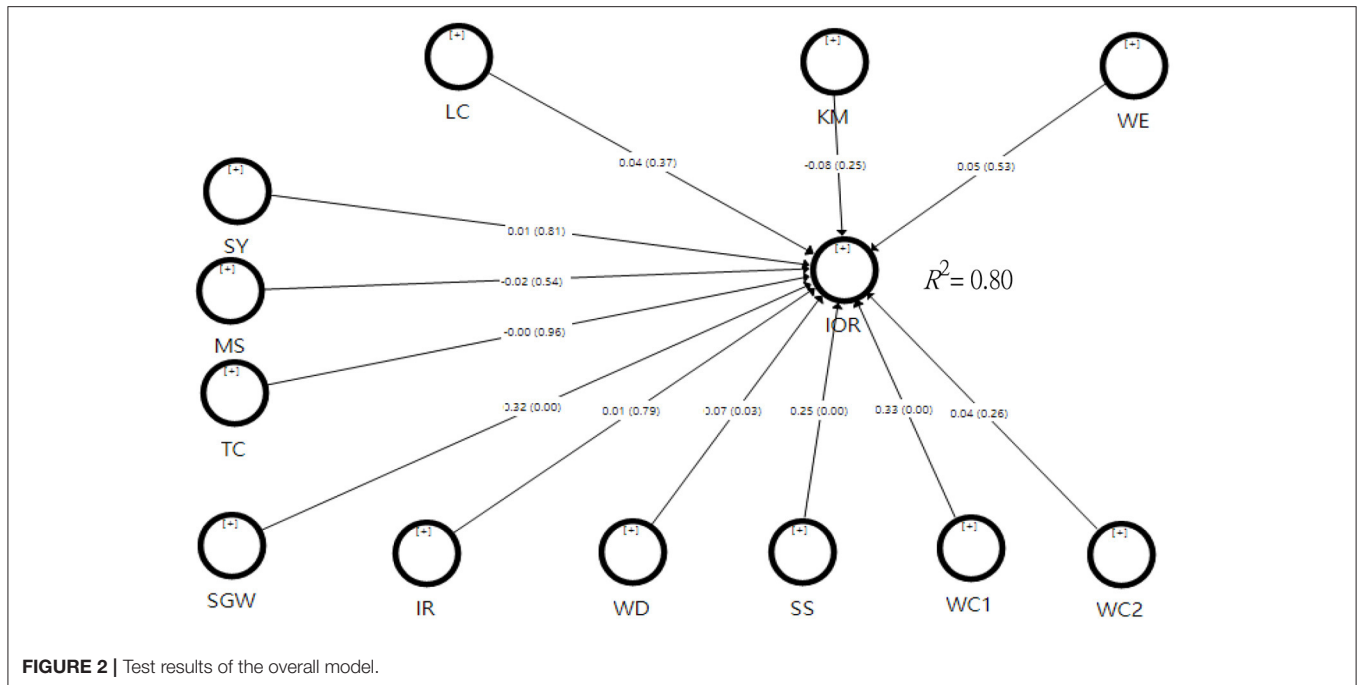 [+]
LC
[+]
KM
[+]
WE
0.04 (0.37)
-0.08 (0.25)
0.05 (0.53)
[+]
SY
0.01 (0.81)
[+]
MS
-0.02 (0.54)
[+]
TC
-0.00 (0.96)
[+]
IOR
R²= 0.80
0.32 (0.00)
0.01 (0.79)
0.07 (0.03)
0.25 (0.00)
0.33 (0.00)
0.04 (0.26)
[+]
SGW
[+]
IR
[+]
WD
[+]
SS
[+]
WC1
[+]
WC2
FIGURE 2 | Test results of the overall model.